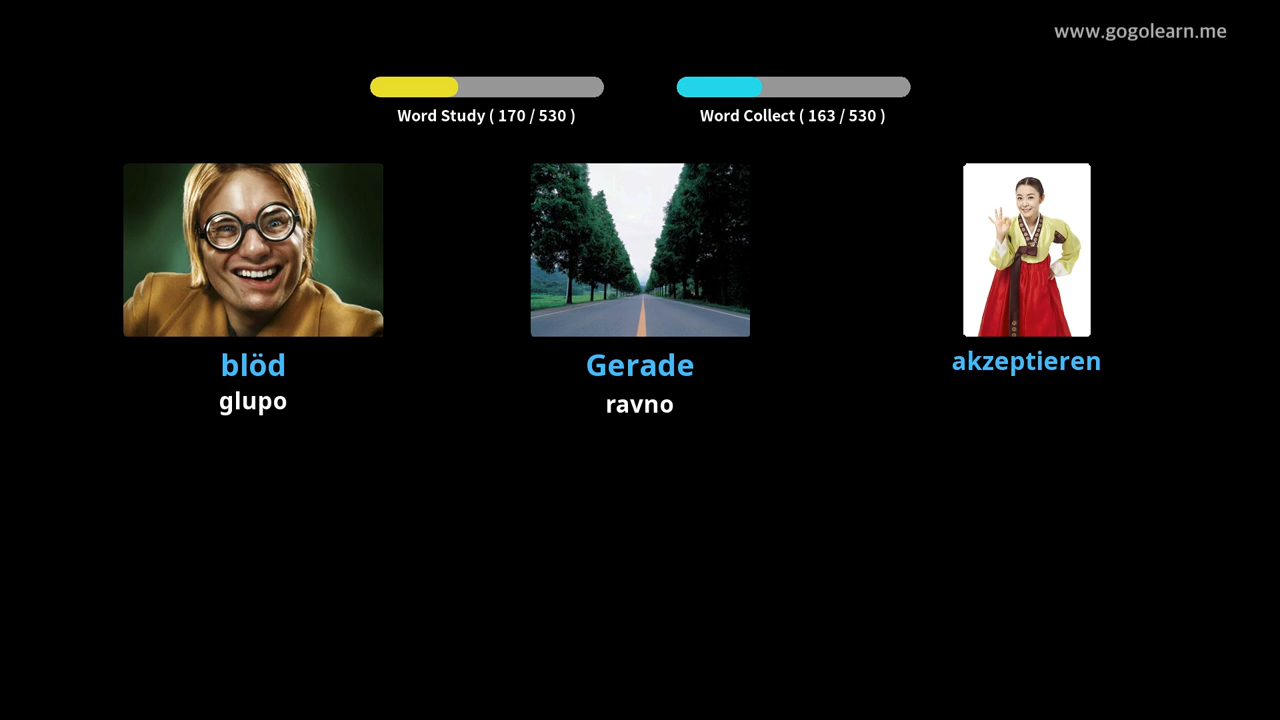 www.gogolearn.me
Word Study ( 170 / 530 )
Word Collect ( 163 / 530 )
blöd
glupo
Gerade
ravno
akzeptieren